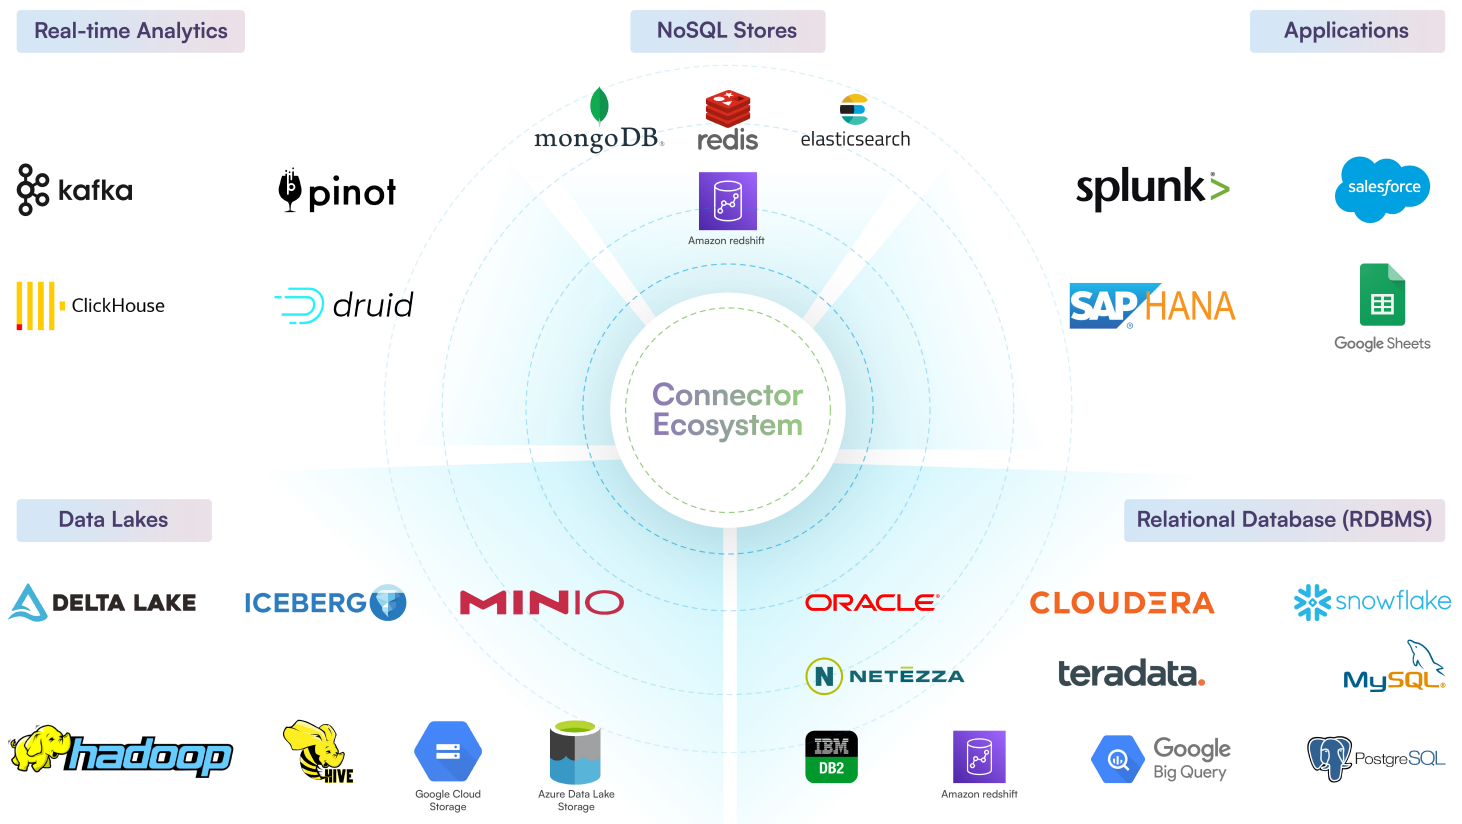 Real-time Analytics
NoSQL Stores
Applications
mongoDB®
redis
elasticsearch
kafka
pinot
Amazon redshift
splunk>®
salesforce
ClickHouse
druid
SAP® HANA
Google Sheets
Connector
Ecosystem
Data Lakes
Relational Database (RDBMS)
DELTA LAKE
ICEBERG
MINIO
ORACLE®
CLOUDERA
snowflake
N NETEZZA
teradata.
MySQL®
hadoop
HIVE
Google Cloud
Storage
Azure Data Lake
Storage
IBM
DB2
Amazon redshift
Google
Big Query
PostgreSQL